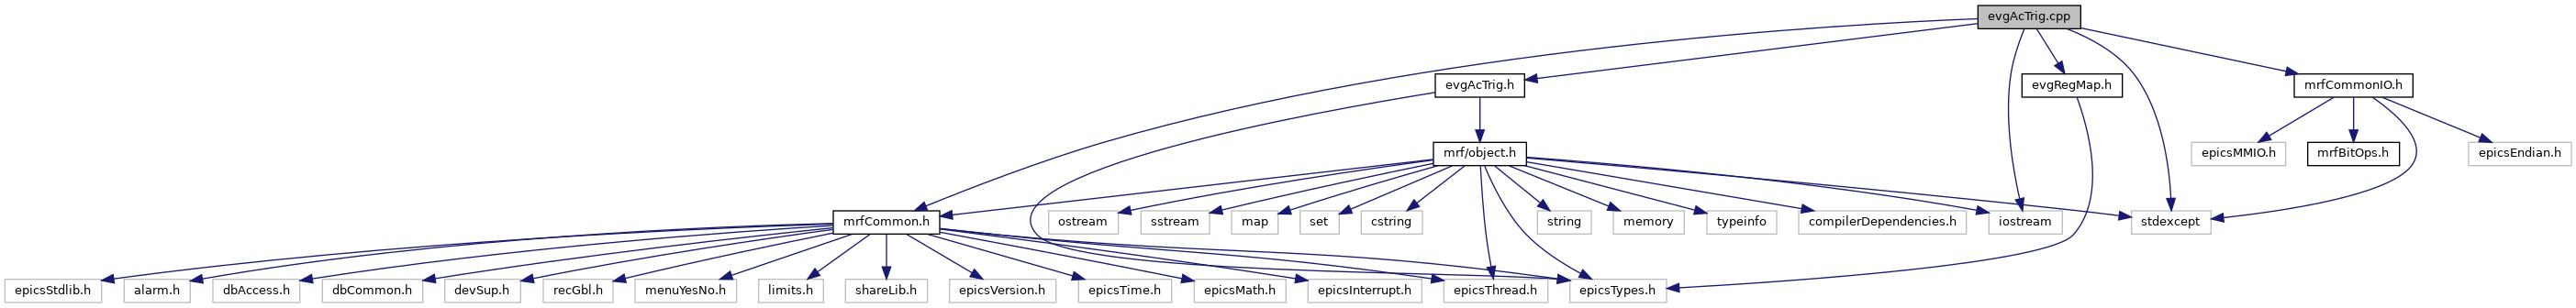 evgAcTrig.cpp
evgAcTrig.h
evgRegMap.h
mrfCommonIO.h
mrf/object.h
epicsMMIO.h
mrfBitOps.h
epicsEndian.h
mrfCommon.h
ostream
sstream
map
set
cstring
string
memory
typeinfo
compilerDependencies.h
iostream
stdexcept
epicsStdlib.h
alarm.h
dbAccess.h
dbCommon.h
devSup.h
recGbl.h
menuYesNo.h
limits.h
shareLib.h
epicsVersion.h
epicsTime.h
epicsMath.h
epicsInterrupt.h
epicsThread.h
epicsTypes.h